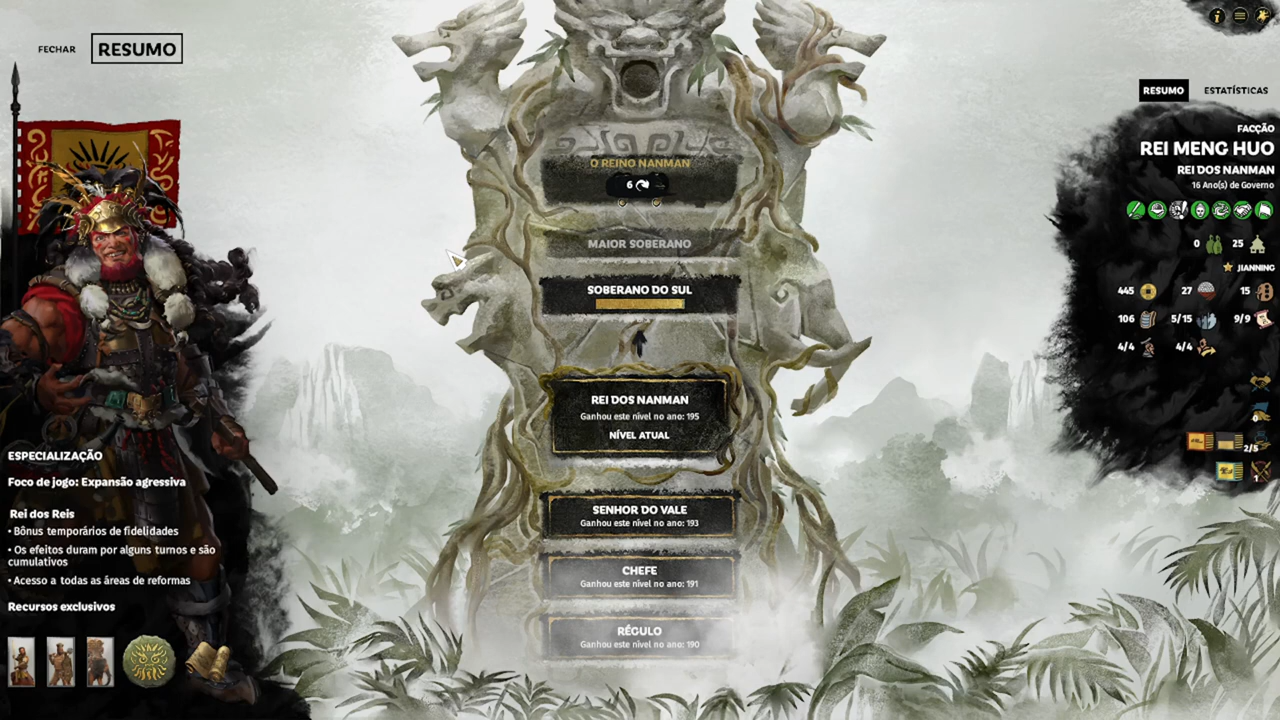 FECHAR
RESUMO
O REINO NANMAN
6
MAIOR SOBERANO
SOBERANO DO SUL
REI DOS NANMAN
Ganhou este nível no ano: 195
NÍVEL ATUAL
SENHOR DO VALE
Ganhou este nível no ano: 193
CHEFE
Ganhou este nível no ano: 191
RÉGULO
Ganhou este nível no ano: 190
ESPECIALIZAÇÃO
Foco de jogo: Expansão agressiva
Rei dos Reis
• Bônus temporários de fidelidades
• Os efeitos duram por alguns turnos e são
cumulativos
• Acesso a todas as áreas de reformas
Recursos exclusivos
RESUMO
ESTATÍSTICAS
FACÇÃO
REI MENG HUO
REI DOS NANMAN
16 Ano(s) de Governo
0 25
JIANNING
445 27 15
106 5/15 9/9
4/4 4/4
0
2/5
1